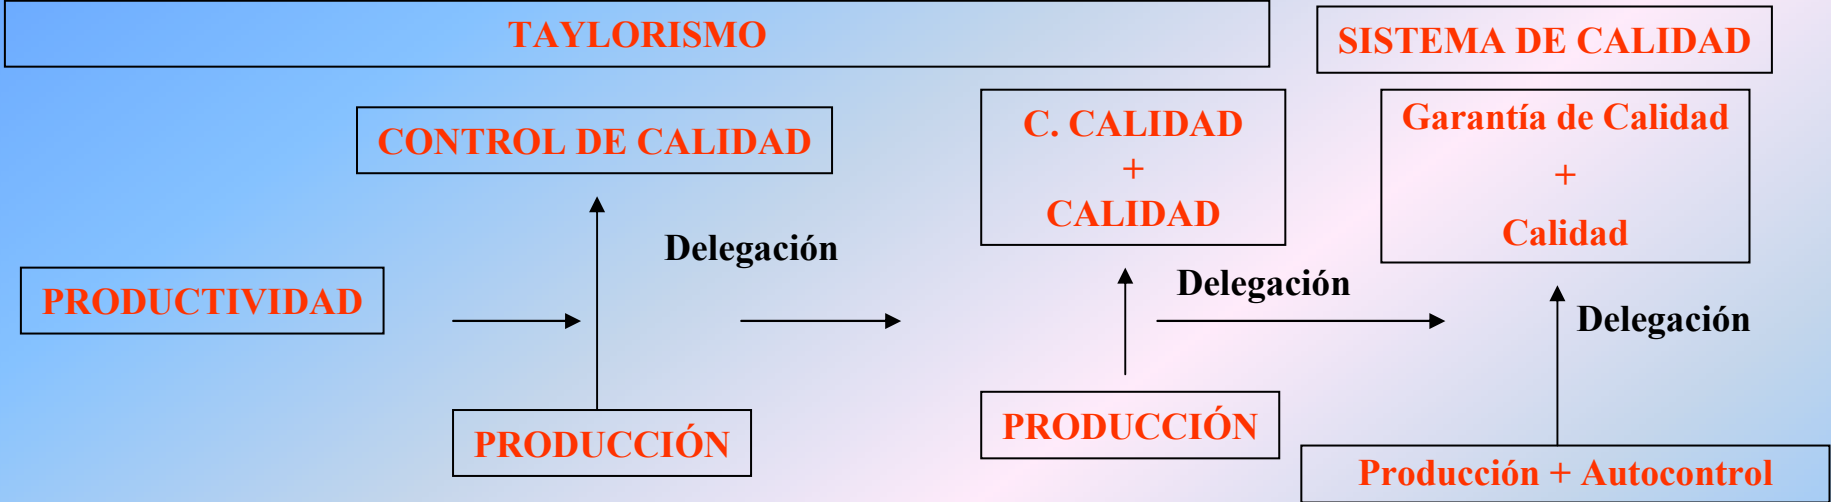 TAYLORISMO
SISTEMA DE CALIDAD
CONTROL DE CALIDAD
C. CALIDAD
+
CALIDAD
Garantía de Calidad
+
Calidad
Delegación
Delegación
Delegación
PRODUCTIVIDAD
PRODUCCIÓN
PRODUCCIÓN
Producción + Autocontrol